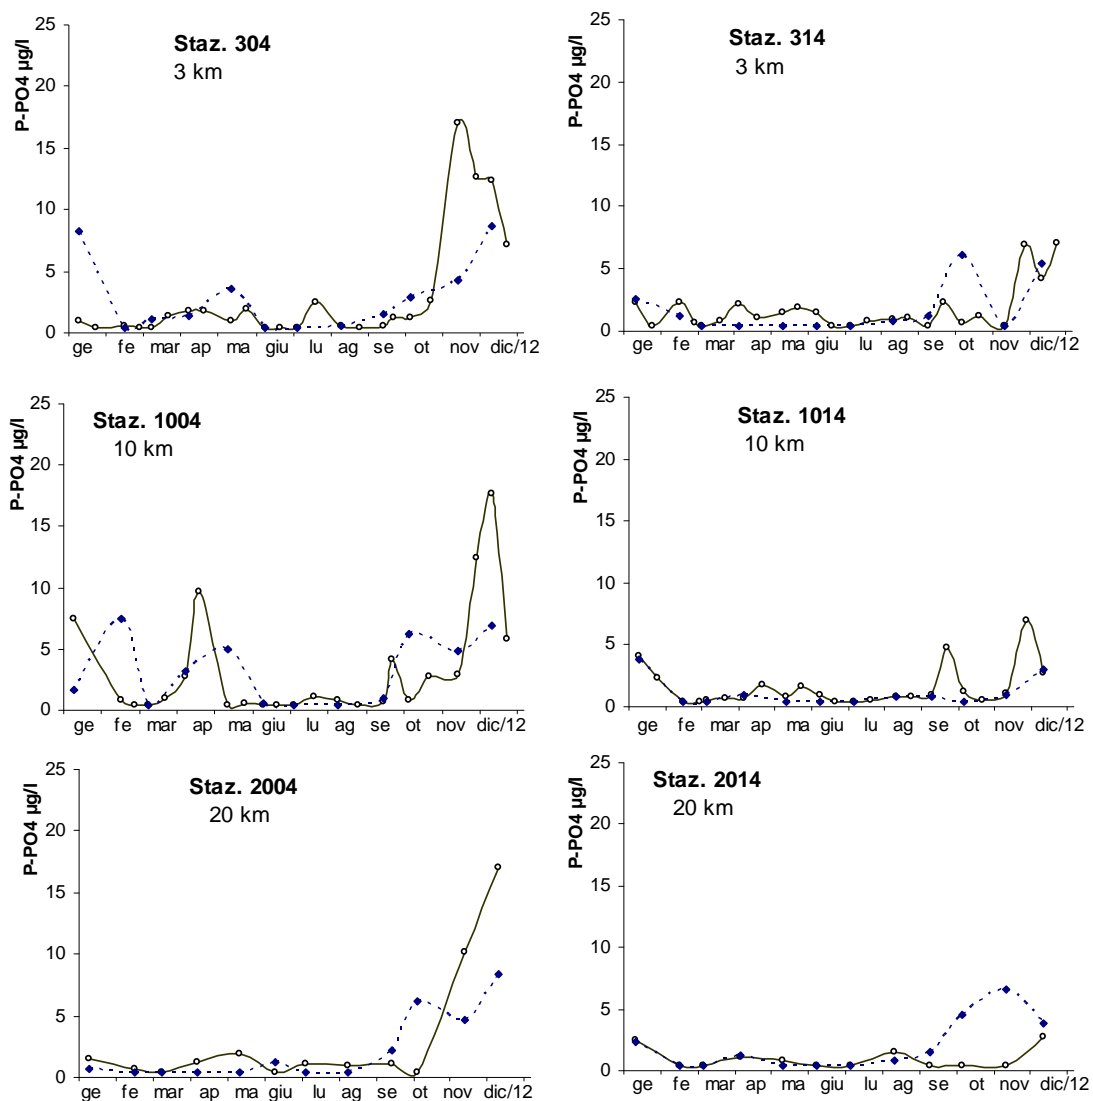 25
20
15
10
5
0
P-PO4 µg/l
Staz. 304
3 km
ge fe mar ap ma giu lu ag se ot nov dic/12
25
20
15
10
5
0
P-PO4 µg/l
Staz. 314
3 km
ge fe mar ap ma giu lu ag se ot nov dic/12
25
20
15
10
5
0
P-PO4 µg/l
Staz. 1004
10 km
ge fe mar ap ma giu lu ag se ot nov dic/12
25
20
15
10
5
0
P-PO4 µg/l
Staz. 1014
10 km
ge fe mar ap ma giu lu ag se ot nov dic/12
25
20
15
10
5
0
P-PO4 µg/l
Staz. 2004
20 km
ge fe mar ap ma giu lu ag se ot nov dic/12
25
20
15
10
5
0
P-PO4 µg/l
Staz. 2014
20 km
ge fe mar ap ma giu lu ag se ot nov dic/12